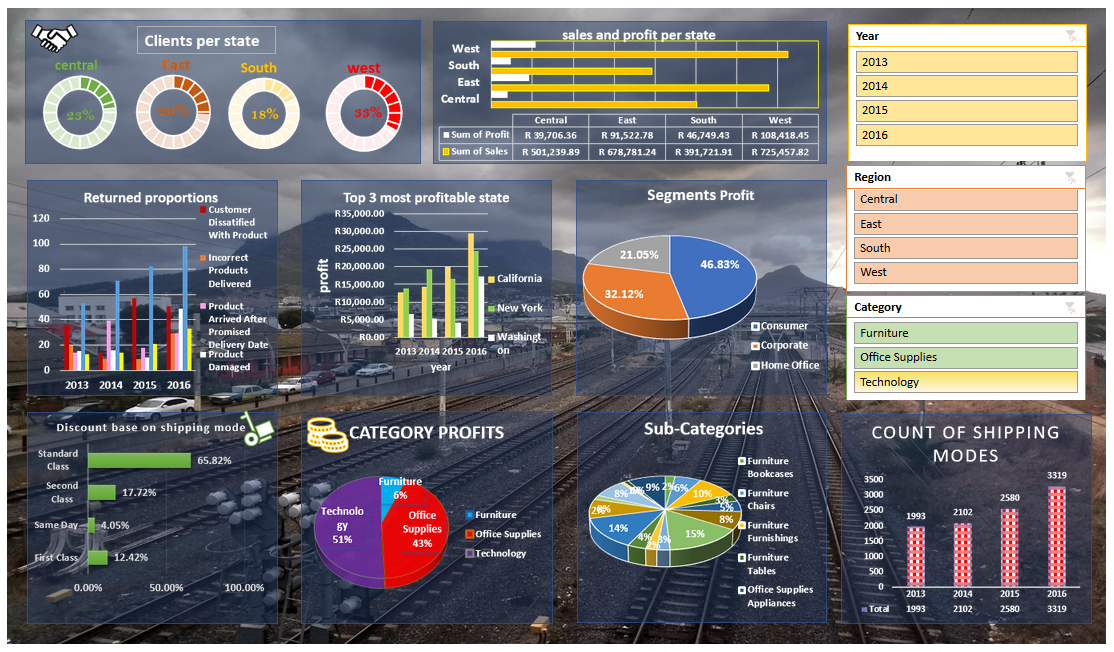 Clients per state
central
East
South
west
23%
18%
33%
sales and profit per state
West
South
East
Central
Central East South West
Sum of Profit R 39,706.36 R 91,522.78 R 46,749.43 R 108,418.45
Sum of Sales R 501,239.89 R 678,781.24 R 391,721.91 R 725,457.82
Year
2013
2014
2015
2016
Region
Central
East
South
West
Category
Furniture
Office Supplies
Technology
Returned proportions
120
100
80
60
40
20
0
2013 2014 2015 2016
Customer
Dissatified
With Product
Incorrect
Products
Delivered
Product
Arrived After
Promised
Delivery Date
Product
Damaged
Top 3 most profitable state
R35,000.00
R30,000.00
R25,000.00
R20,000.00
R15,000.00
R10,000.00
R5,000.00
R0.00
profit
2013 2014 2015 2016
year
California
New York
Washingt
on
Segments Profit
46.83%
32.12%
21.05%
Consumer
Corporate
Home Office
Discount base on shipping mode
Standard
Class
65.82%
Second
Class
17.72%
Same Day
4.05%
First Class
12.42%
0.00% 50.00% 100.00%
CATEGORY PROFITS
Furniture
6%
Office
Supplies
43%
Technolo
gy
51%
Furniture
Office Supplies
Technology
Sub-Categories
9%
2%
6%
10%
3%
5%
8%
15%
3%
4%
14%
8%
Furniture
Bookcases
Furniture
Chairs
Furniture
Furnishings
Furniture
Tables
Office Supplies
Appliances
COUNT OF SHIPPING
MODES
3500
3000
2500
2000
1500
1000
500
0
1993
2102
2580
3319
2013 2014 2015 2016
Total 1993 2102 2580 3319